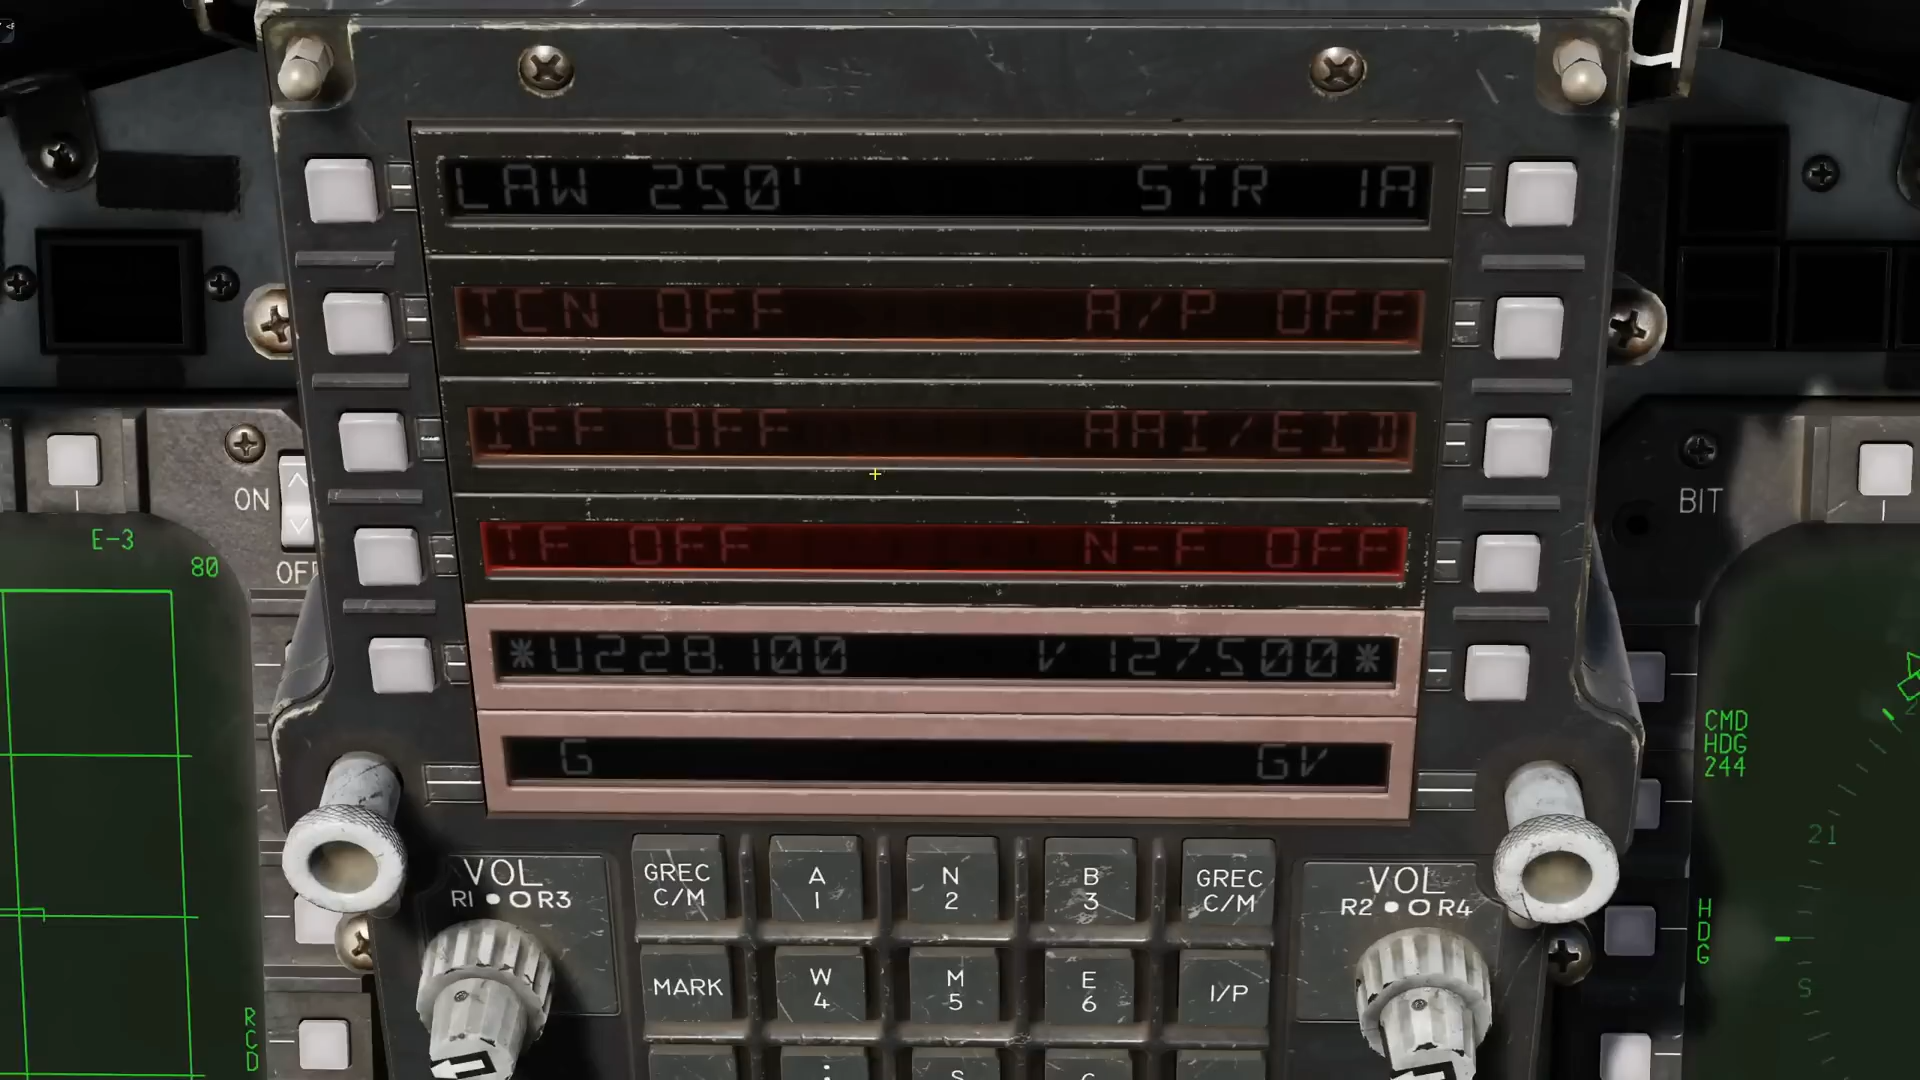 LAW 250' STR 1A
TCN OFF A/P OFF
IFF OFF AAI/EID
TF OFF N-F OFF
*U228.100 V 127.500*
G GV
ON
OFF
BIT
E-3
80
RCD
CMD
HDG
244
21
HDG
S
VOL
R1 R3
VOL
R2 R4
GREC
C/M
A
1
N
2
B
3
GREC
C/M
MARK
W
4
M
5
E
6
I/P
S